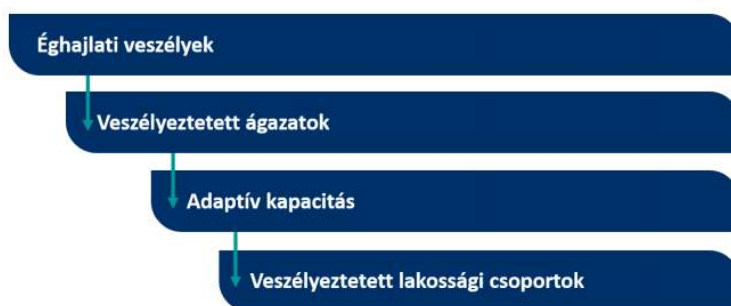 Éghajlati veszélyek
Veszélyeztetett ágazatok
Adaptív kapacitás
Veszélyeztetett lakossági csoportok